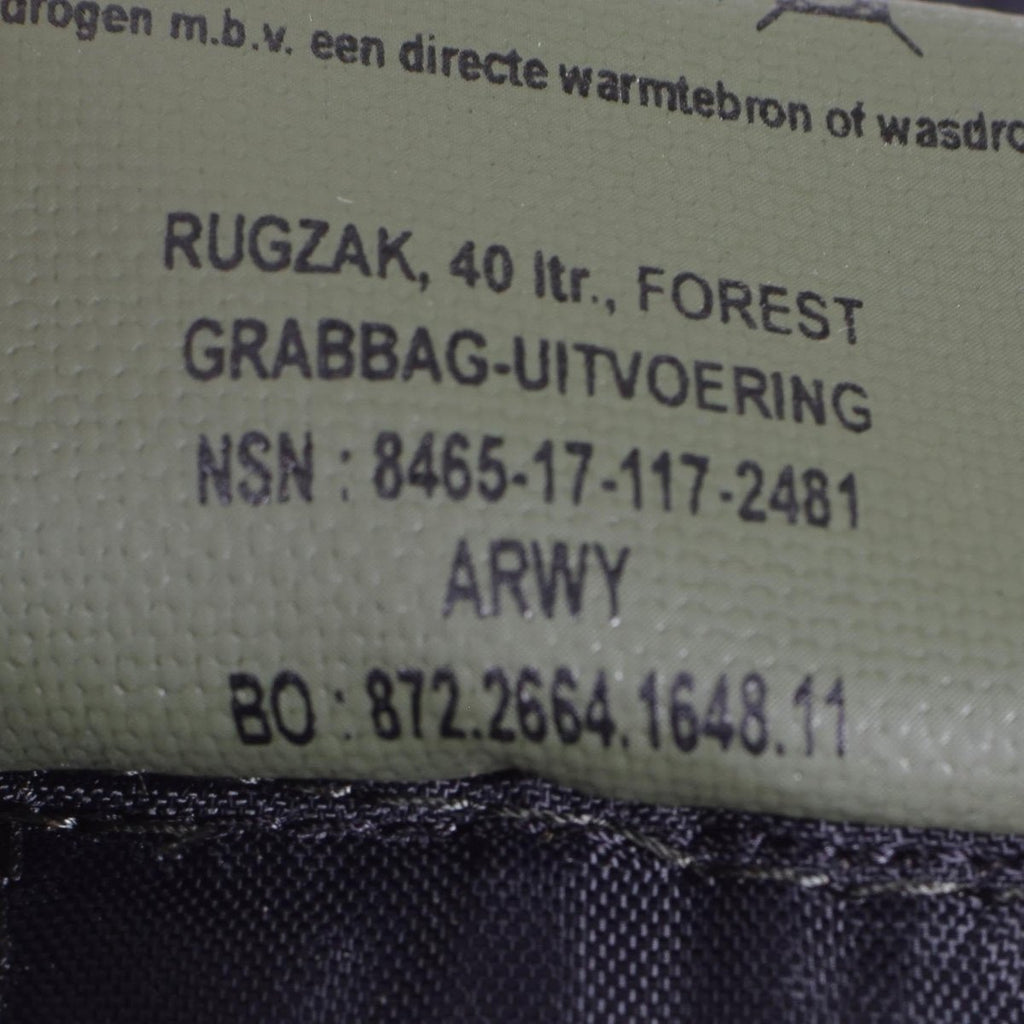 drogen m.b.v. een directe warmtebron of wasdro
RUGZAK, 40 ltr., FOREST
GRABBAG-UITVOERING
NSN : 8465-17-117-2481
ARWY
BO : 872.2664.1648.11